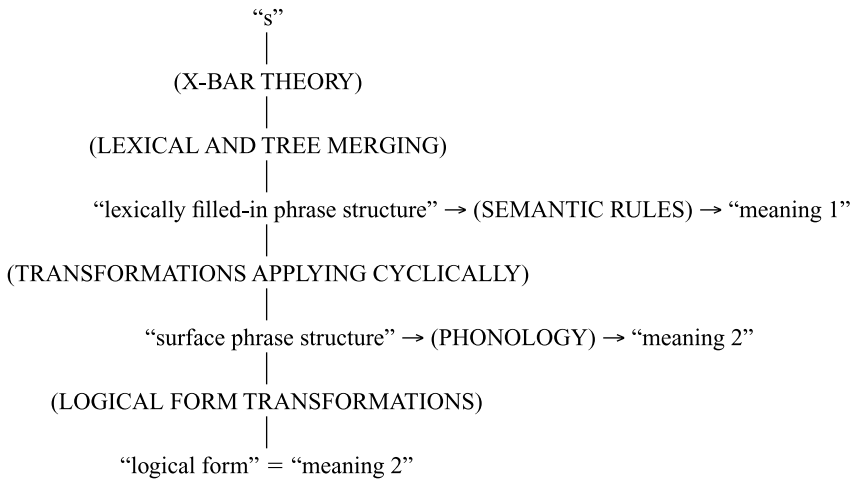 “s”
(X-BAR THEORY)
(LEXICAL AND TREE MERGING)
“lexically filled-in phrase structure” → (SEMANTIC RULES) → “meaning 1”
(TRANSFORMATIONS APPLYING CYCLICALLY)
“surface phrase structure” → (PHONOLOGY) → “meaning 2”
(LOGICAL FORM TRANSFORMATIONS)
“logical form” = “meaning 2”